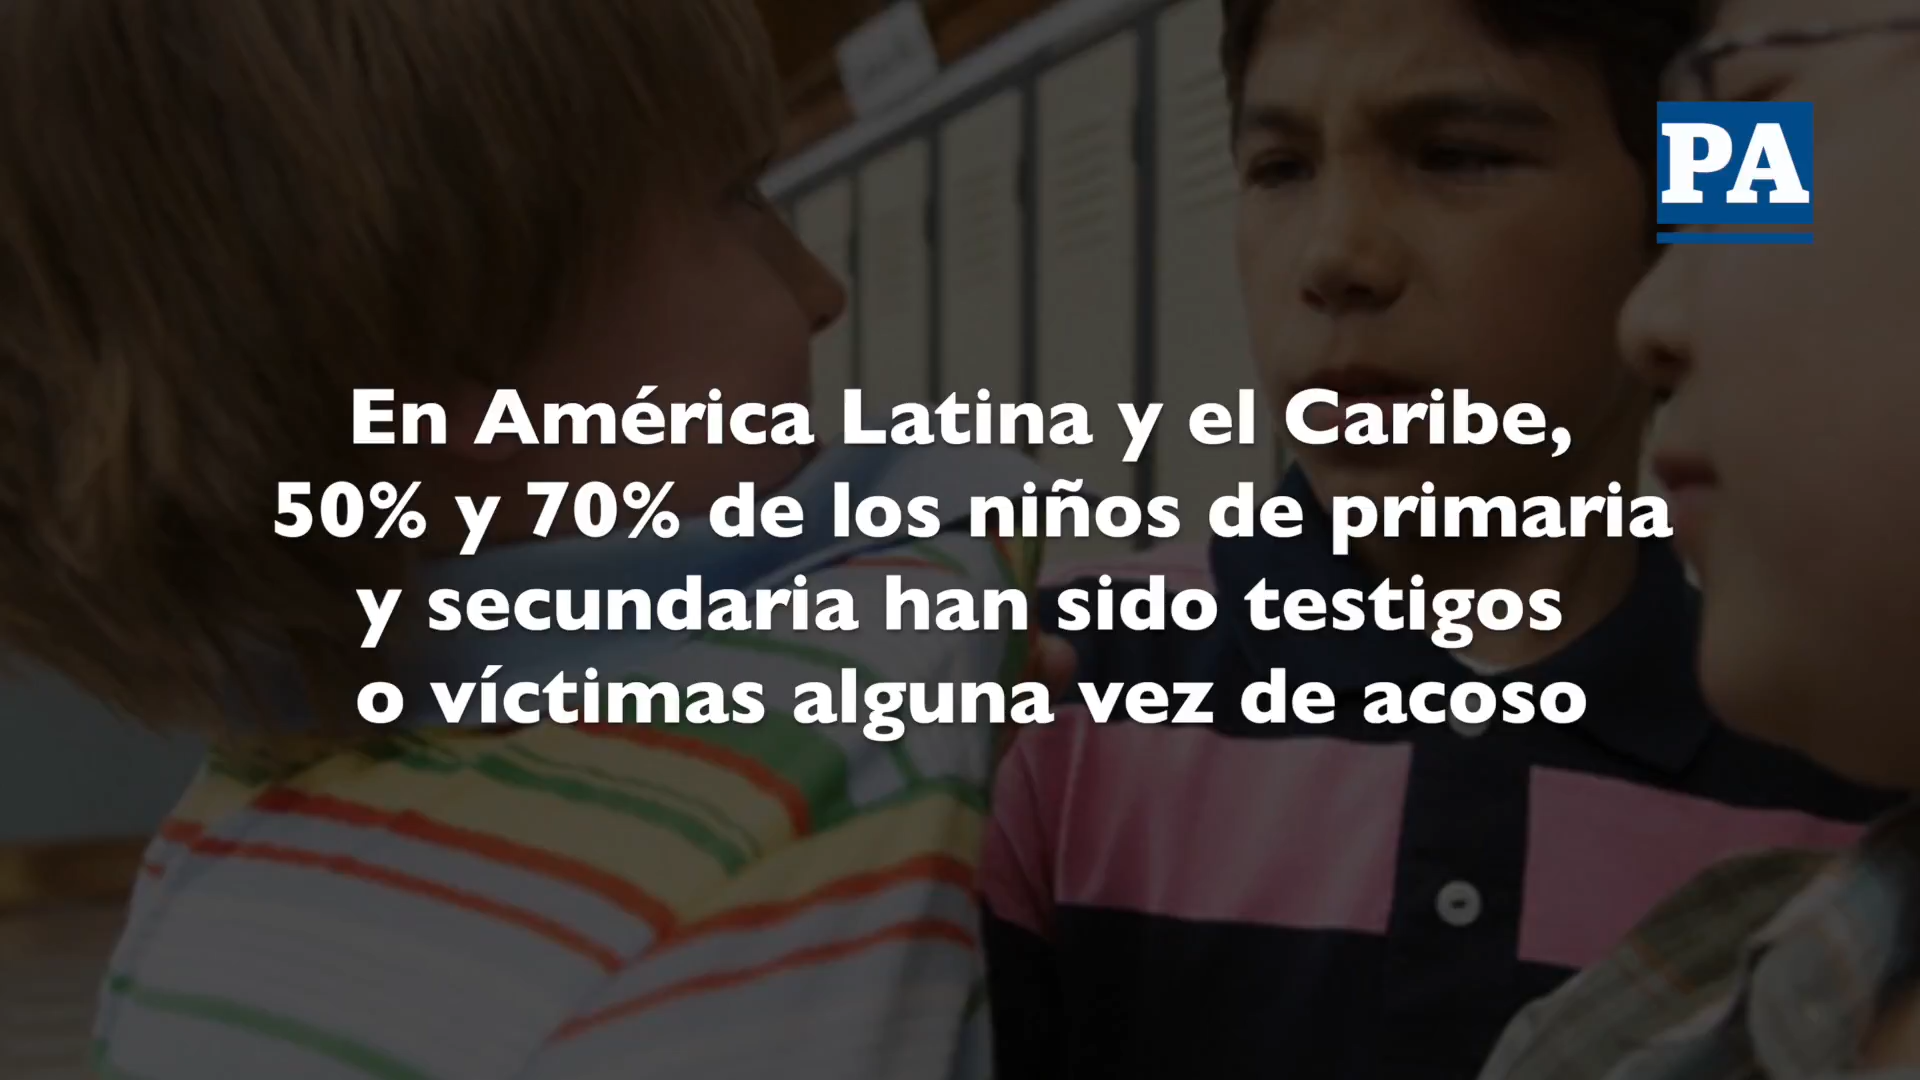 PA
En América Latina y el Caribe,
50% y 70% de los niños de primaria
y secundaria han sido testigos
o víctimas alguna vez de acoso